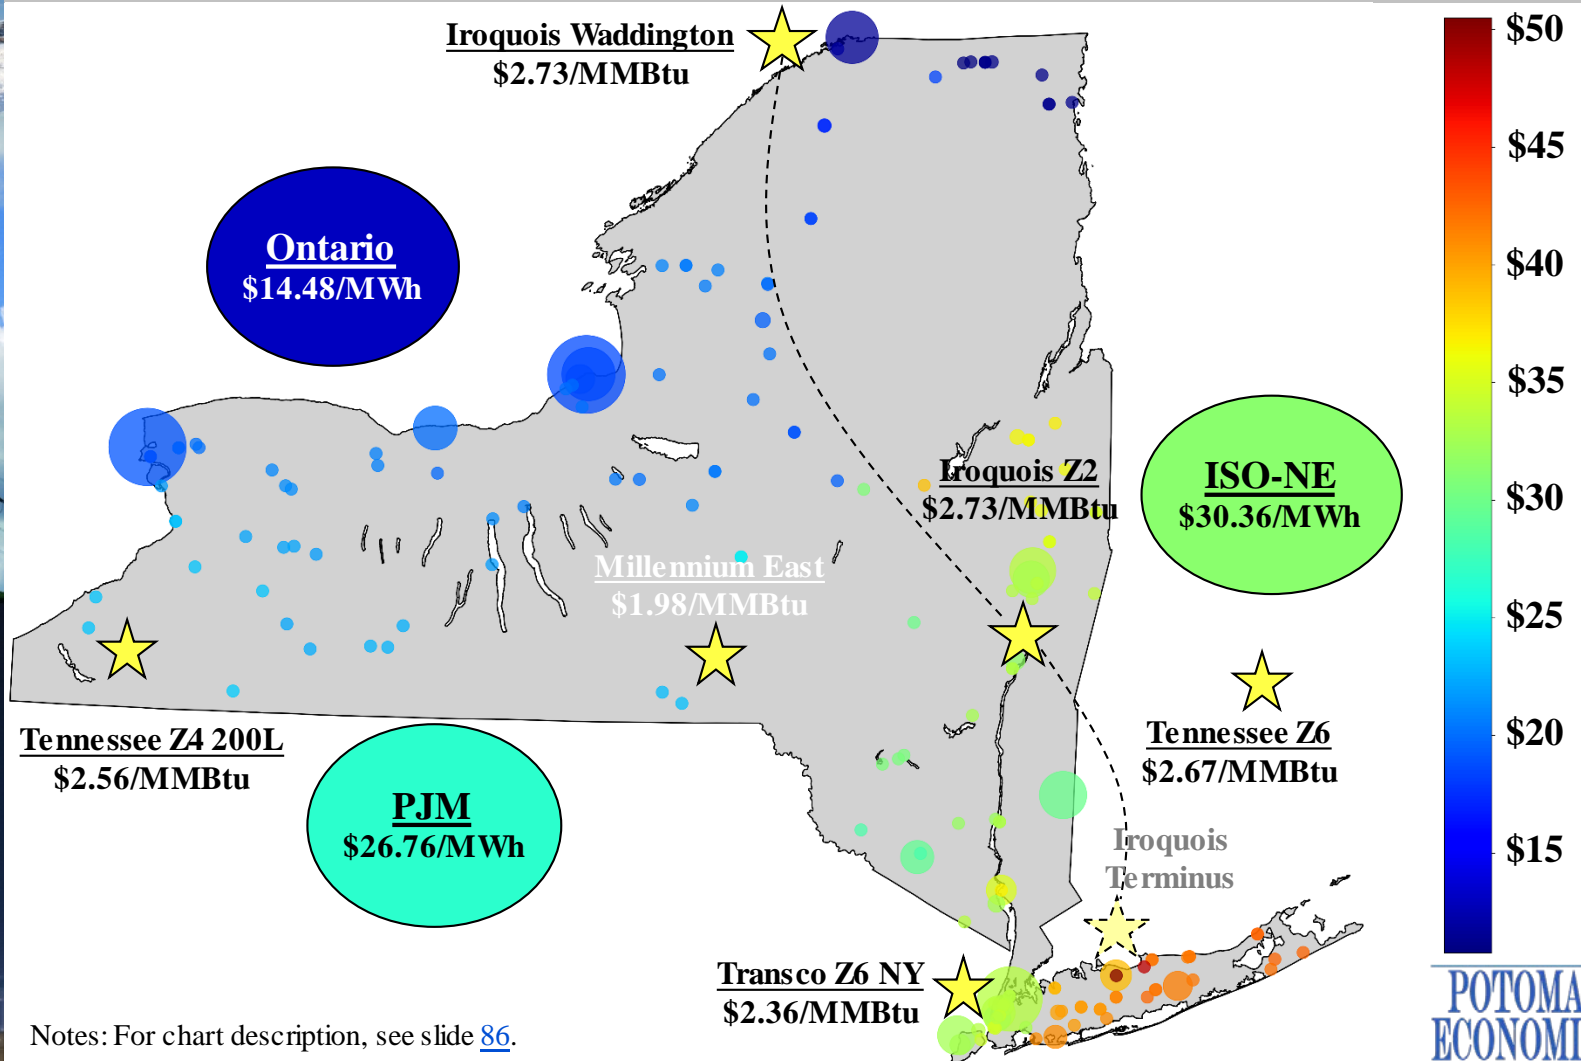 Iroquois Waddington
$2.73/MMBtu
$50
$45
$40
$35
$30
$25
$20
$15
Ontario
$14.48/MWh
Iroquois Z2
$2.73/MMBtu
ISO-NE
$30.36/MWh
Millennium East
$1.98/MMBtu
Tennessee Z4 200L
$2.56/MMBtu
Tennessee Z6
$2.67/MMBtu
PJM
$26.76/MWh
Iroquois
Terminus
Transco Z6 NY
$2.36/MMBtu
Notes: For chart description, see slide 86.
POTOMA
ECONOMI